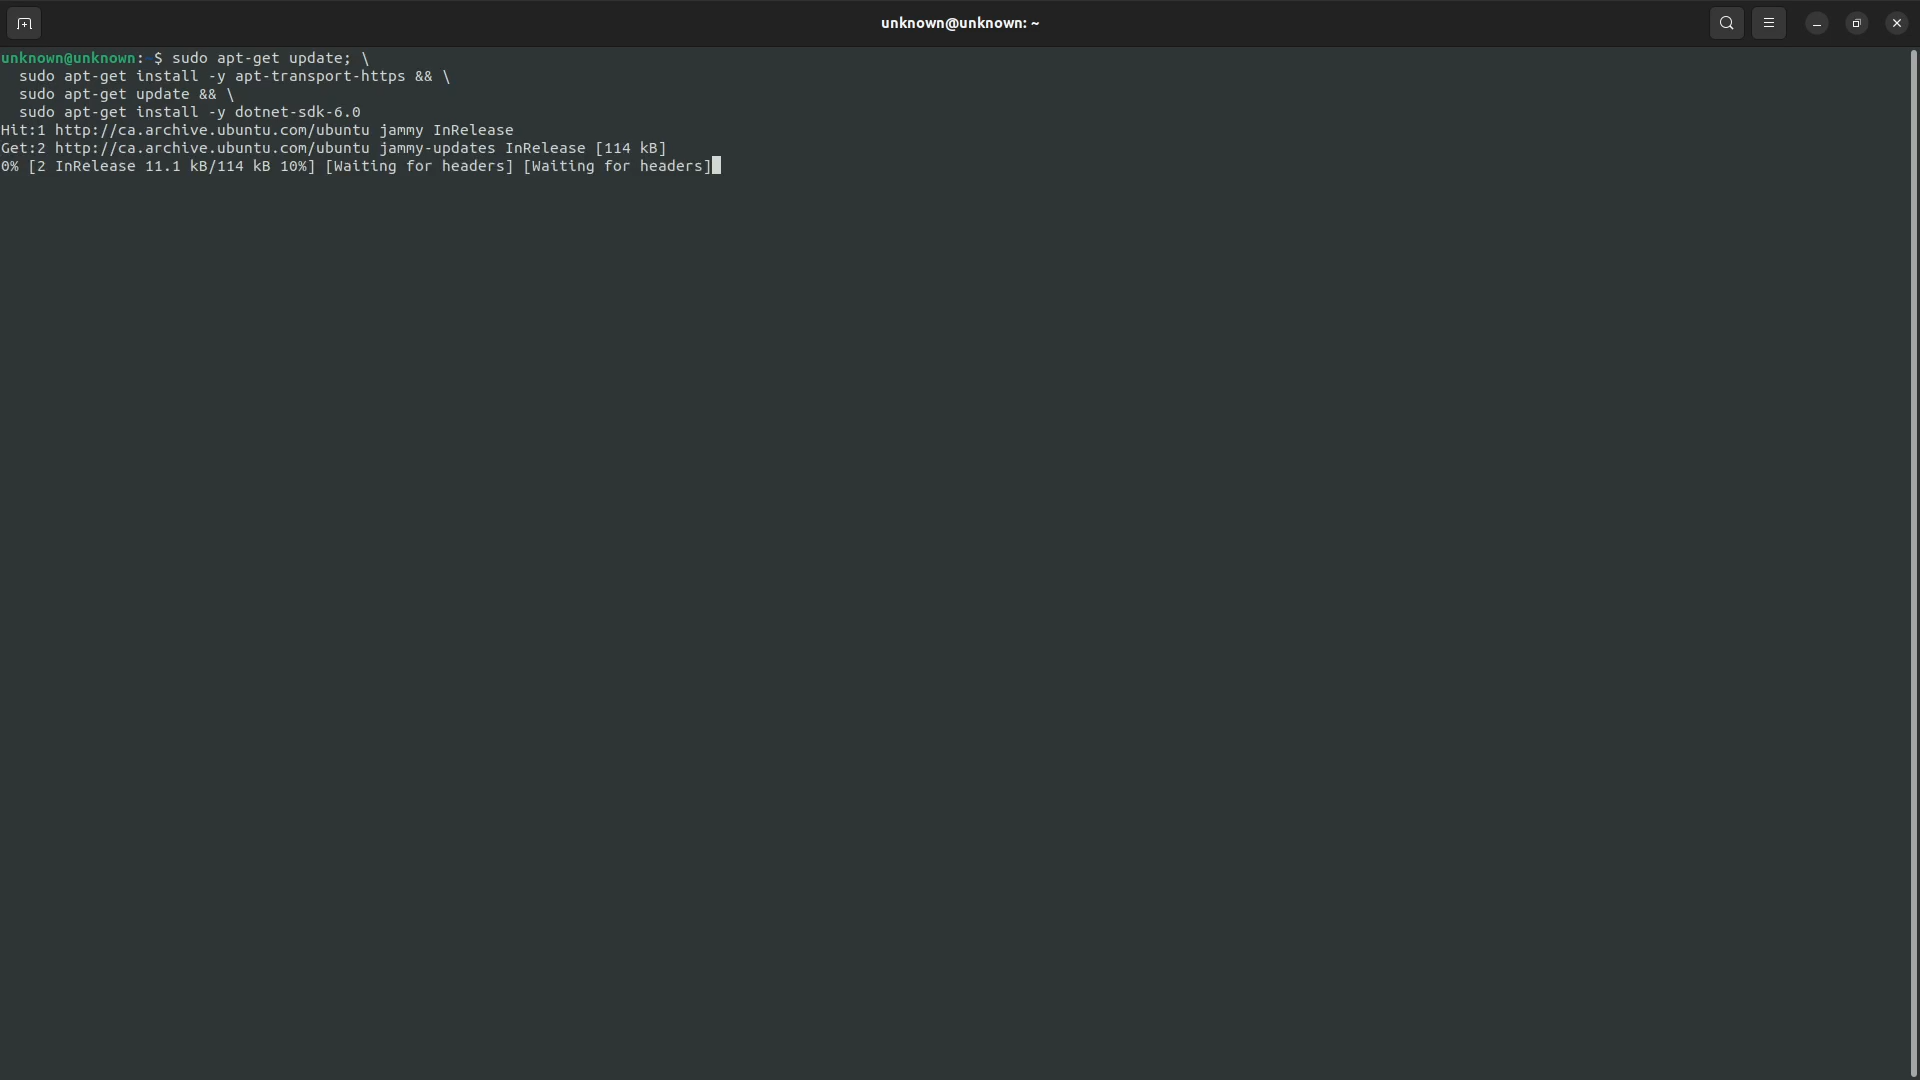 unknown@unknown: ~
unknown@unknown:~$ sudo apt-get update; \
  sudo apt-get install -y apt-transport-https && \
  sudo apt-get update && \
  sudo apt-get install -y dotnet-sdk-6.0
Hit:1 http://ca.archive.ubuntu.com/ubuntu jammy InRelease
Get:2 http://ca.archive.ubuntu.com/ubuntu jammy-updates InRelease [114 kB]
0% [2 InRelease 11.1 kB/114 kB 10%] [Waiting for headers] [Waiting for headers]